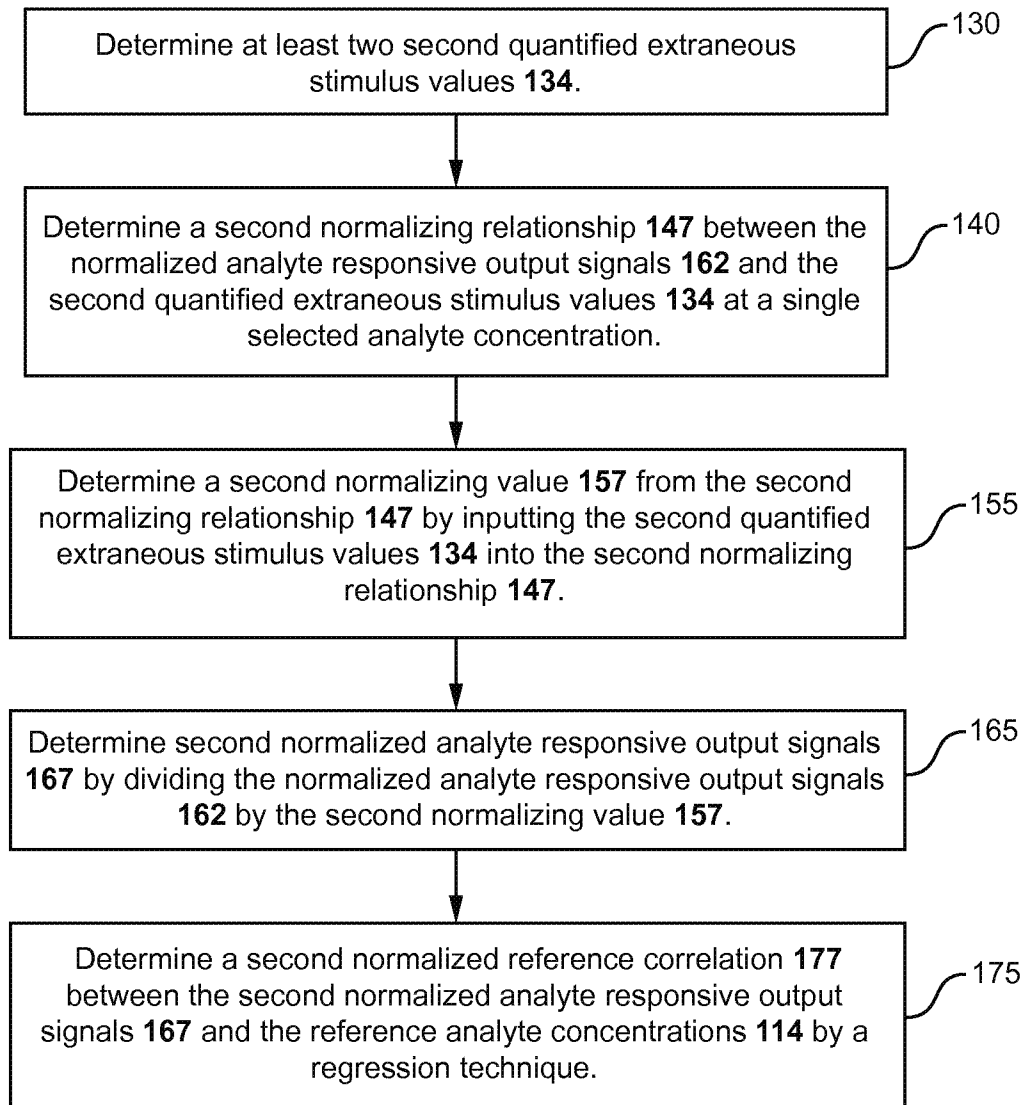 Determine at least two second quantified extraneous
stimulus values 134.
130
Determine a second normalizing relationship 147 between the
normalized analyte responsive output signals 162 and the
second quantified extraneous stimulus values 134 at a single
selected analyte concentration.
140
Determine a second normalizing value 157 from the second
normalizing relationship 147 by inputting the second quantified
extraneous stimulus values 134 into the second normalizing
relationship 147.
155
Determine second normalized analyte responsive output signals
167 by dividing the normalized analyte responsive output signals
162 by the second normalizing value 157.
165
Determine a second normalized reference correlation 177
between the second normalized analyte responsive output
signals 167 and the reference analyte concentrations 114 by a
regression technique.
175